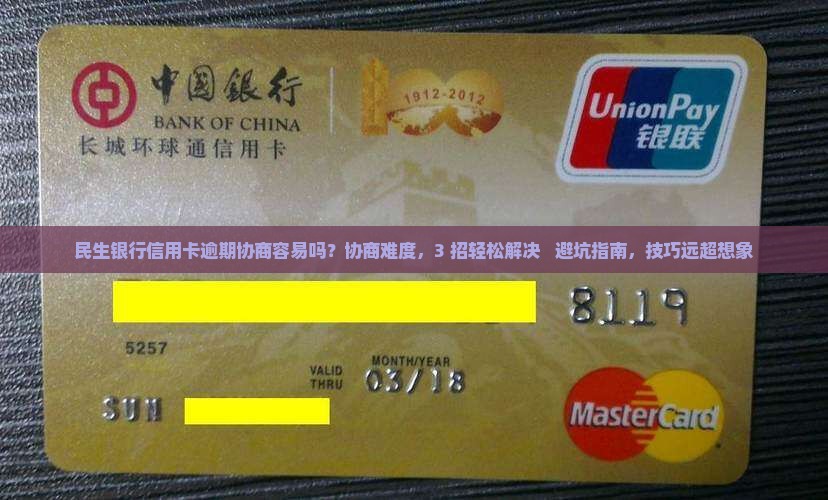 中國銀行
BANK OF CHINA
长城环球通信用卡
1912-2012
UnionPay
银联
民生银行信用卡逾期协商容易吗？协商难度，3 招轻松解决 避坑指南，技巧远超想象
8119
5257
VALID THRU
MONTH/YEAR
03/18
SUN
MasterCard